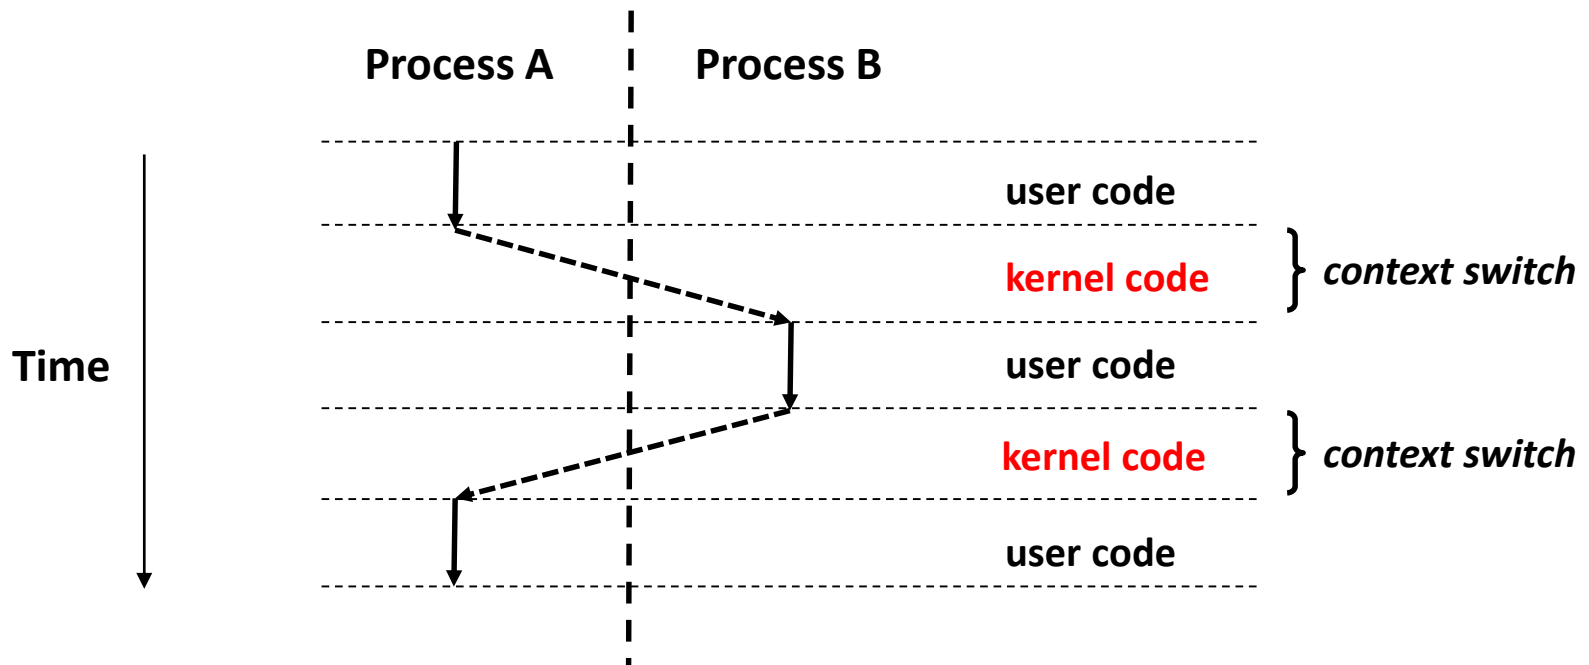 Process A
Process B
user code
kernel code
context switch
Time
user code
kernel code
context switch
user code